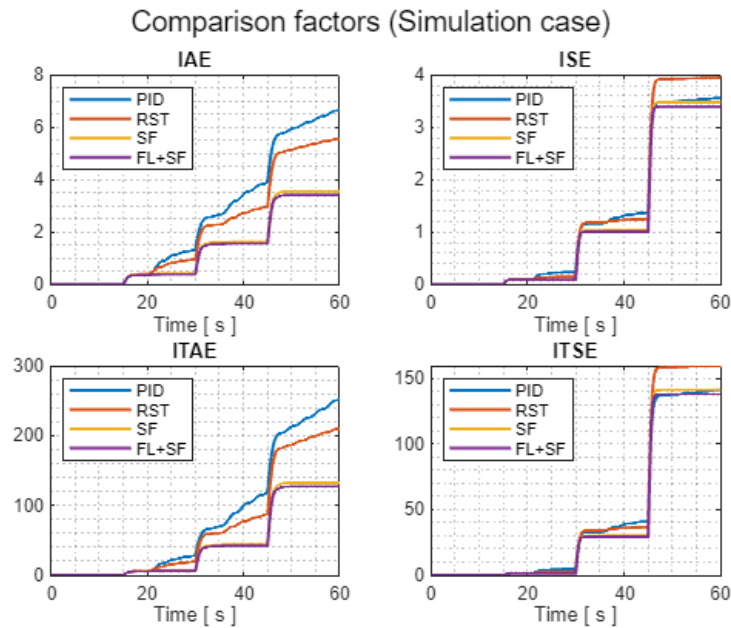 Comparison factors (Simulation case)
IAE
8
6
4
2
0
PID
RST
SF
FL+SF
0 20 40 60
Time [ s ]
ISE
4
3
2
1
0
PID
RST
SF
FL+SF
0 20 40 60
Time [ s ]
ITAE
300
200
100
0
PID
RST
SF
FL+SF
0 20 40 60
Time [ s ]
ITSE
150
100
50
0
PID
RST
SF
FL+SF
0 20 40 60
Time [ s ]